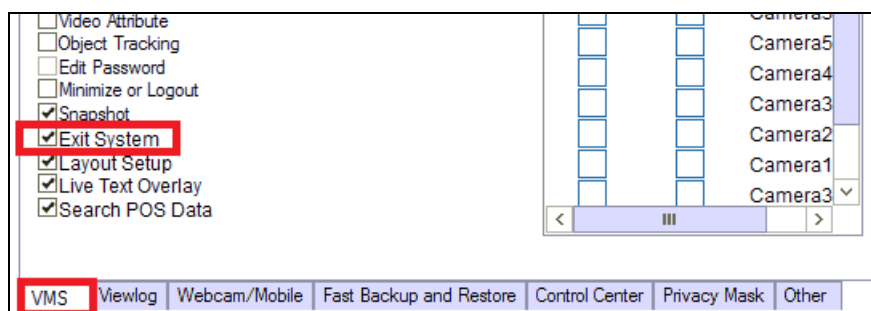 Video Attribute
Object Tracking
Edit Password
Minimize or Logout
Snapshot
Exit System
Layout Setup
Live Text Overlay
Search POS Data
Camera5
Camera4
Camera3
Camera2
Camera1
Camera3
VMS Viewlog Webcam/Mobile Fast Backup and Restore Control Center Privacy Mask Other